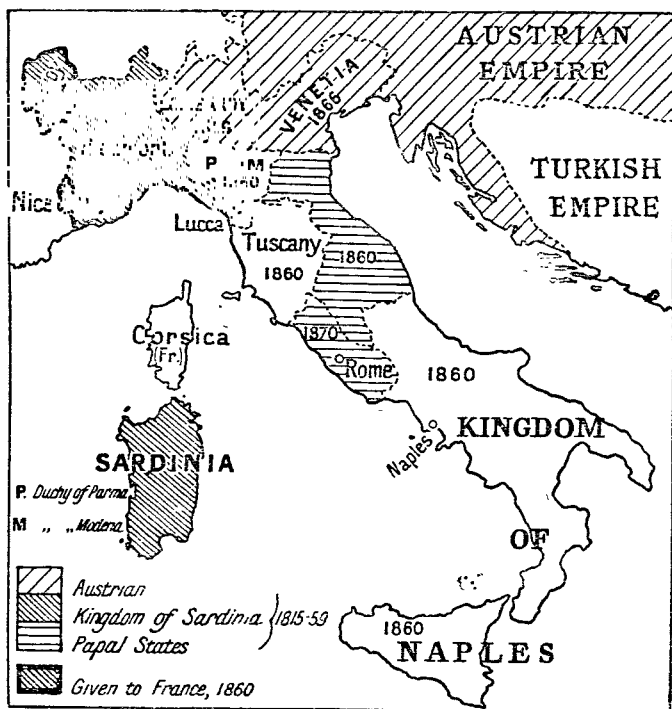 AUSTRIAN
EMPIRE
VENETIA
1866
TURKISH
EMPIRE
P M
Nice
Lucca
Tuscany
1860
1860
1870
Rome
Corsica
(Fr.)
1860
KINGDOM
Naples
SARDINIA
P. Duchy of Parma
M „ „ Modena
OF
1860
NAPLES
Austrian
Kingdom of Sardinia } 1815-59
Papal States
Given to France, 1860